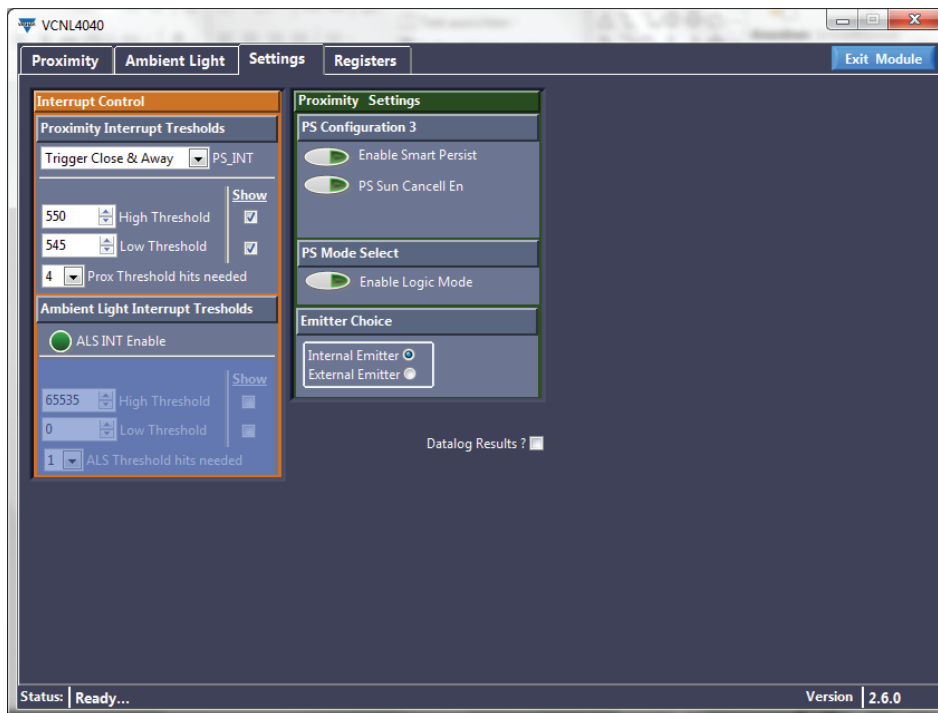 VCNL4040
Proximity Ambient Light Settings Registers Exit Module
Interrupt Control
Proximity Interrupt Tresholds
Trigger Close & Away PS_INT
Show
550 High Threshold
545 Low Threshold
4 Prox Threshold hits needed
Ambient Light Interrupt Tresholds
ALS INT Enable
Show
65535 High Threshold
0 Low Threshold
1 ALS Threshold hits needed
Proximity Settings
PS Configuration 3
Enable Smart Persist
PS Sun Cancell En
PS Mode Select
Enable Logic Mode
Emitter Choice
Internal Emitter
External Emitter
Datalog Results ?
Status: Ready...
Version 2.6.0